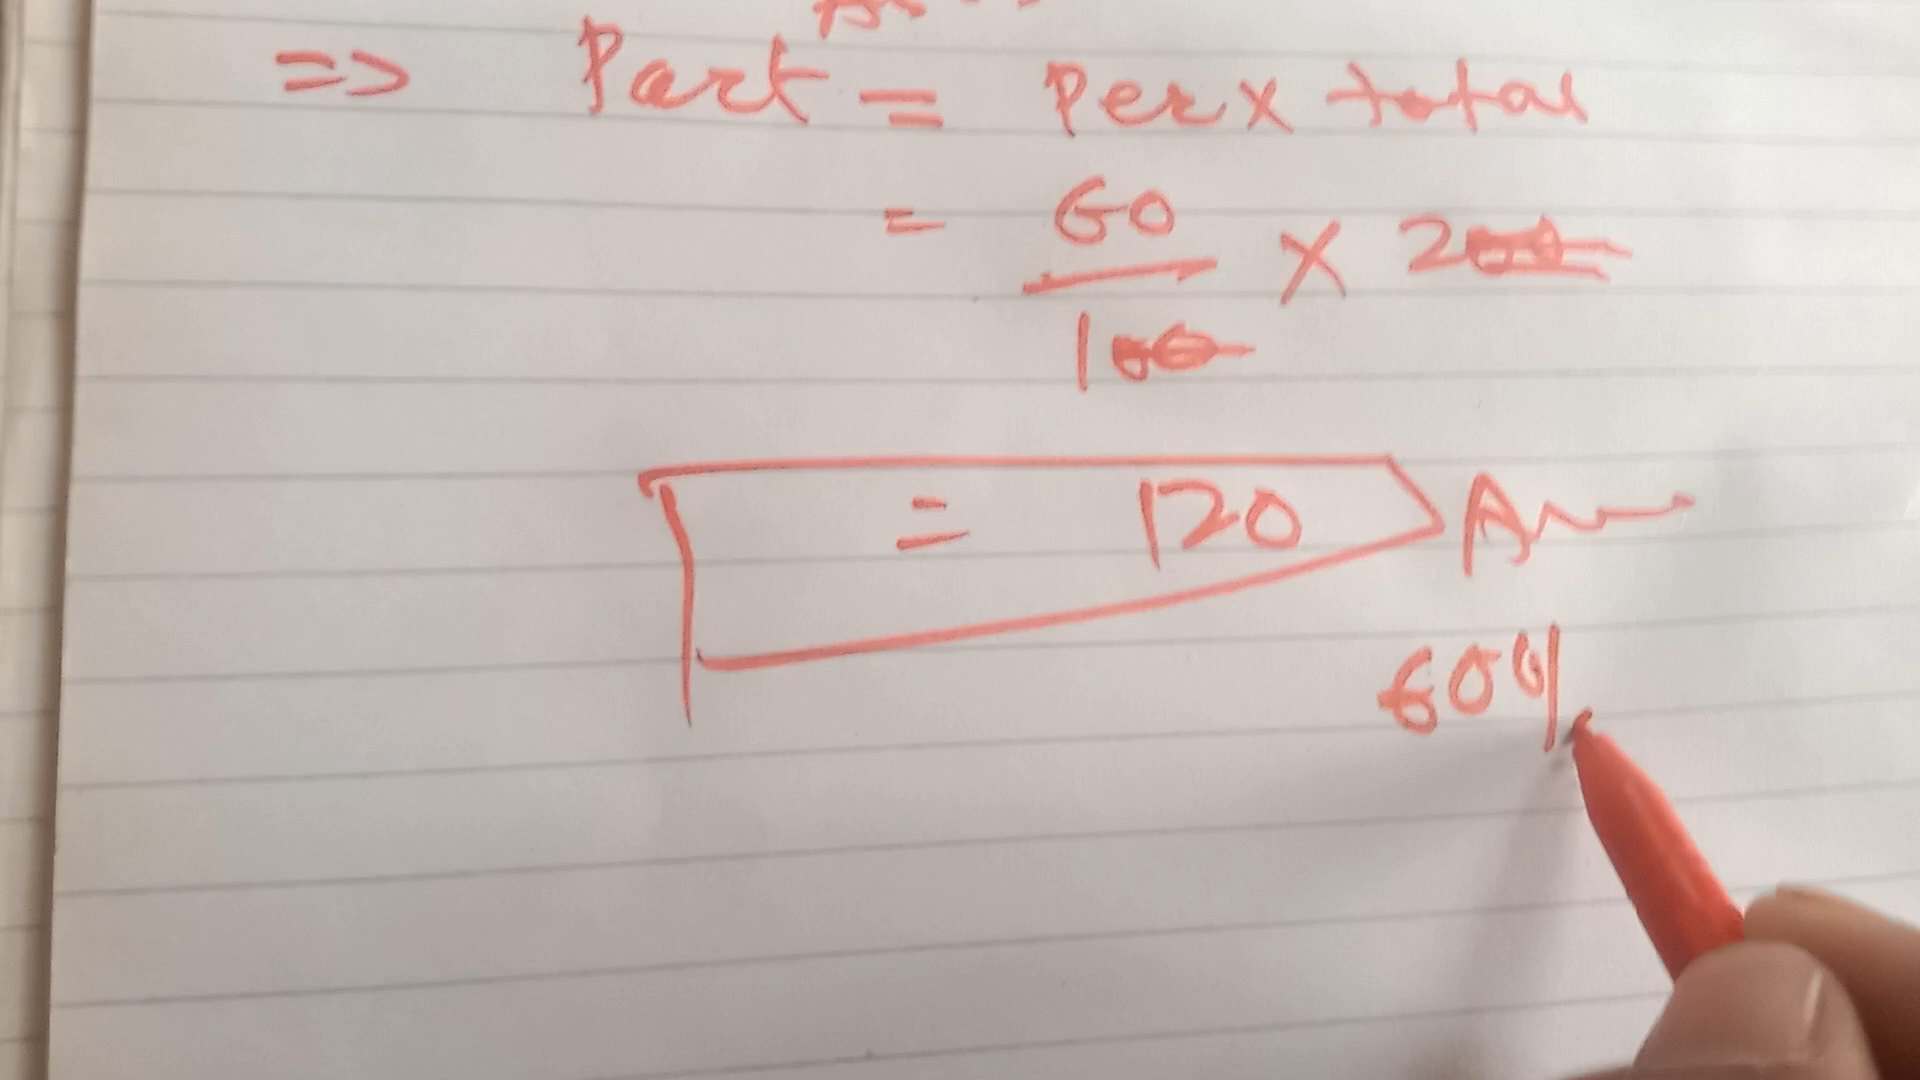 => Part = Per x total
= 60/100 x 200
= 120 Ans
60%